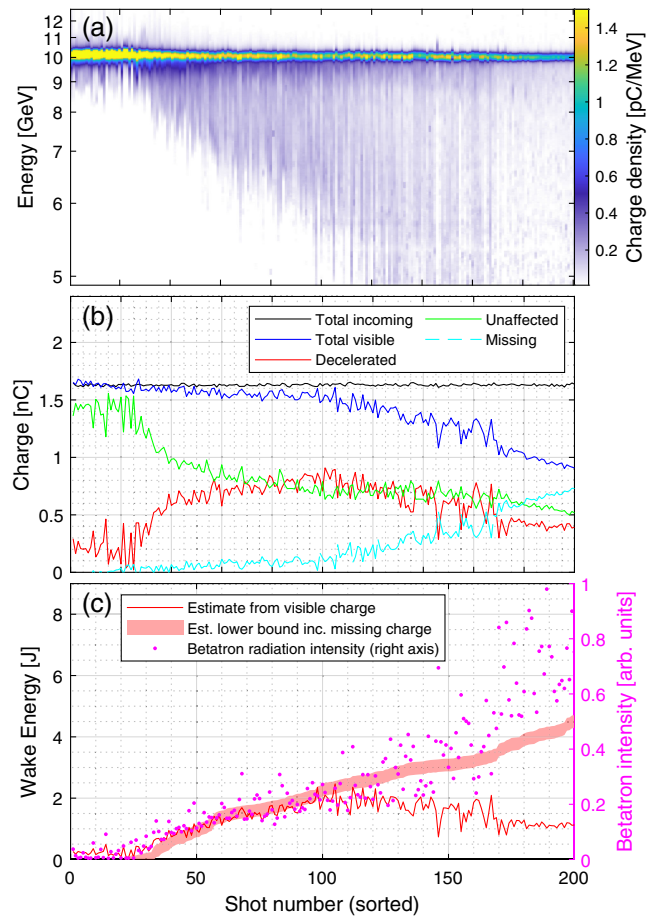 (a)
12
11
10
9
8
7
6
5
Energy [GeV]
1.4
1.2
1
0.8
0.6
0.4
0.2
Charge density [pC/MeV]
(b)
Total incoming
Total visible
Decelerated
Unaffected
Missing
2
1.5
1
0.5
0
Charge [nC]
(c)
Estimate from visible charge
Est. lower bound inc. missing charge
Betatron radiation intensity (right axis)
8
6
4
2
0
Wake Energy [J]
1
0.8
0.6
0.4
0.2
0
Betatron intensity [arb. units]
0 50 100 150 200
Shot number (sorted)